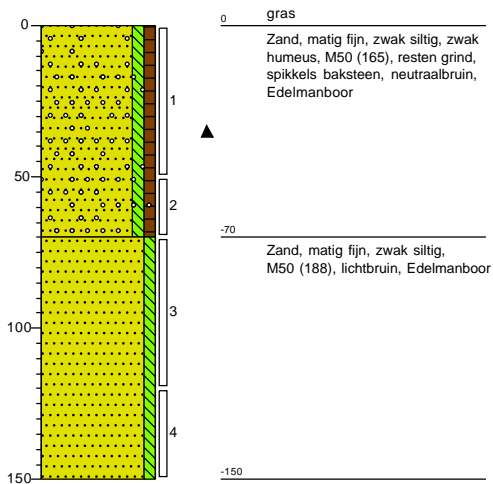 0
50
100
150
1
2
3
4
0
gras
Zand, matig fijn, zwak siltig, zwak
humeus, M50 (165), resten grind,
spikkels baksteen, neutraalbruin,
Edelmanboor
-70
Zand, matig fijn, zwak siltig,
M50 (188), lichtbruin, Edelmanboor
-150